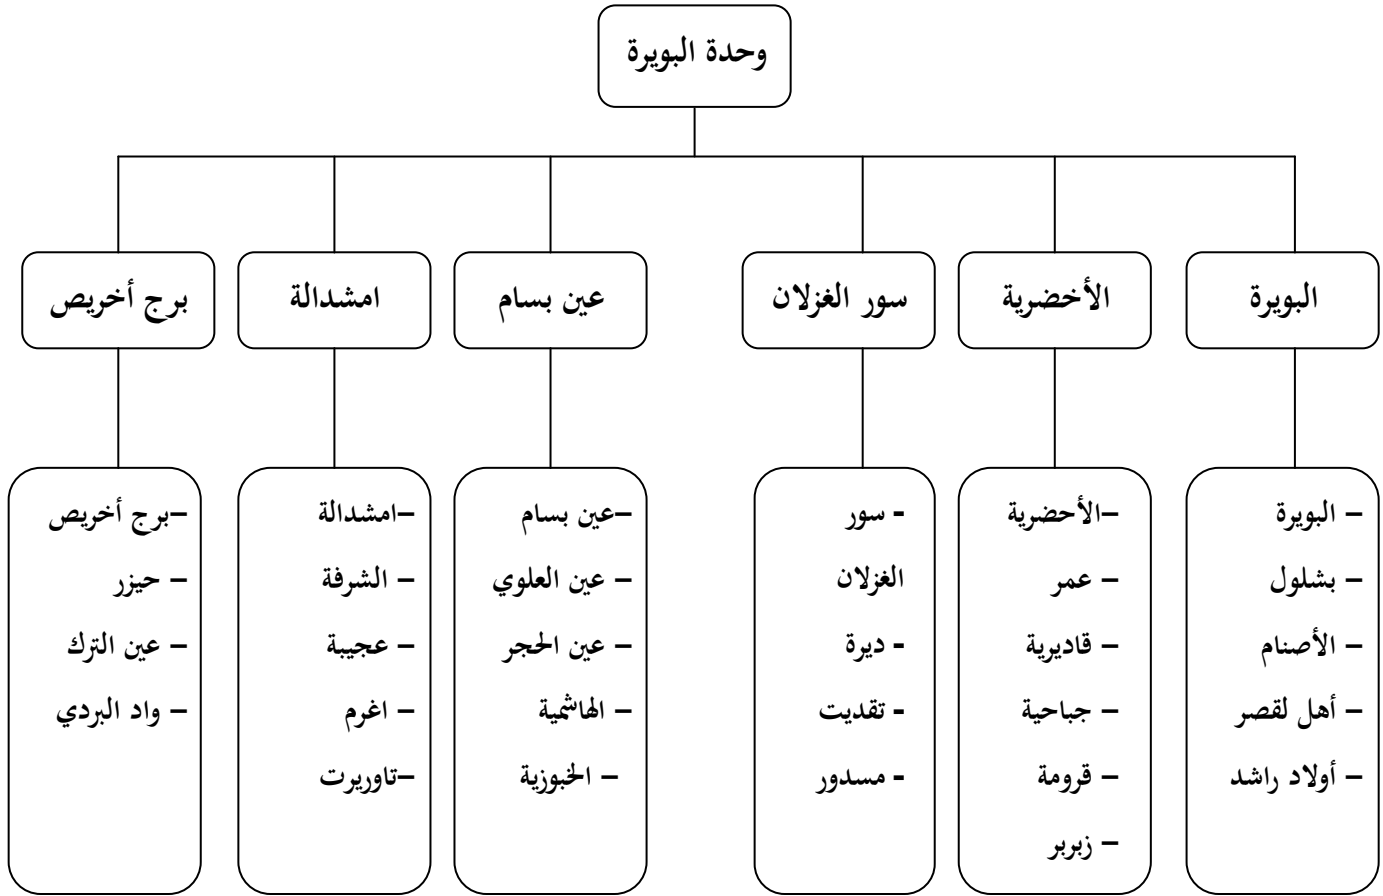 وحدة البويرة
البويرة
الأخضرية
سور الغزلان
عين بسام
امشدالة
برج أخريص
– البويرة
– بشلول
– الأصنام
– أهل لقصر
– أولاد راشد
–الأحضرية
– عمر
– قاديرية
– جباحية
– قرومة
– زبربر
- سور
الغزلان
- ديرة
- تقديت
- مسدور
–عين بسام
– عين العلوي
– عين الحجر
– الهاشمية
– الخبوزية
–امشدالة
– الشرفة
– عجيبة
– اغرم
–تاوريرت
–برج أخريص
– حيزر
– عين الترك
– واد البردي